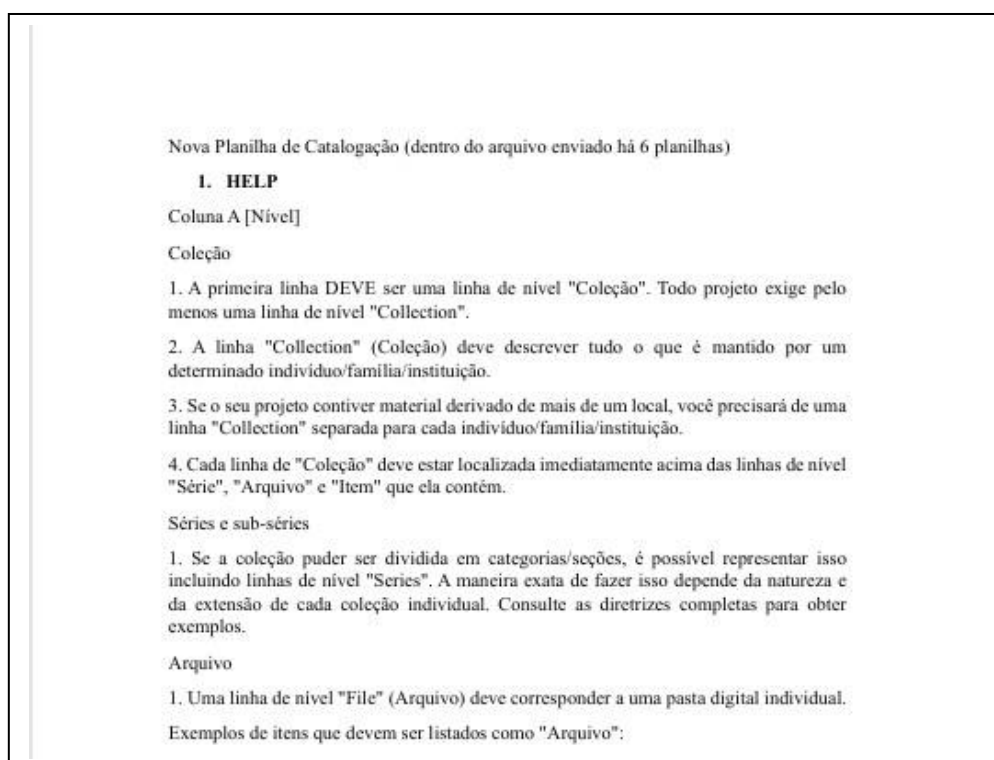 Nova Planilha de Catalogação (dentro do arquivo enviado há 6 planilhas)
1. HELP
Coluna A [Nível]
Coleção
1. A primeira linha DEVE ser uma linha de nível "Coleção". Todo projeto exige pelo
menos uma linha de nível "Collection".
2. A linha "Collection" (Coleção) deve descrever tudo o que é mantido por um
determinado indivíduo/família/instituição.
3. Se o seu projeto contiver material derivado de mais de um local, você precisará de uma
linha "Collection" separada para cada indivíduo/família/instituição.
4. Cada linha de "Coleção" deve estar localizada imediatamente acima das linhas de nível
"Série", "Arquivo" e "Item" que ela contém.
Séries e sub-séries
1. Se a coleção puder ser dividida em categorias/seções, é possível representar isso
incluindo linhas de nível "Series". A maneira exata de fazer isso depende da natureza e
da extensão de cada coleção individual. Consulte as diretrizes completas para obter
exemplos.
Arquivo
1. Uma linha de nível "File" (Arquivo) deve corresponder a uma pasta digital individual.
Exemplos de itens que devem ser listados como "Arquivo":